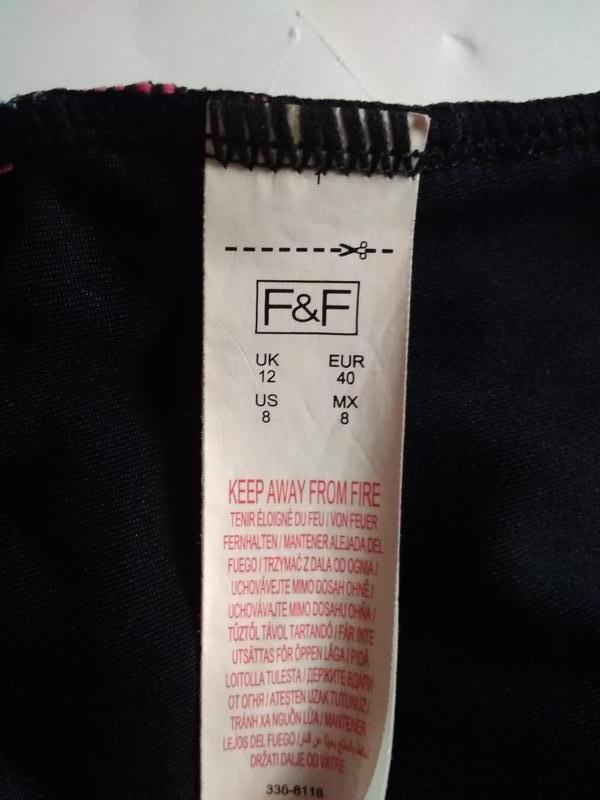 1
F&F
UK EUR
12 40
US MX
8 8
KEEP AWAY FROM FIRE
TENIR ÉLOIGNÉ DU FEU / VON FEUER
FERNHALTEN / MANTENER ALEJADA DEL
FUEGO / TRZYMAĆ Z DALA OD OGNIA /
UCHOVÁVEJTE MIMO DOSAH OHNĚ /
UCHOVÁVAJTE MIMO DOSAHU OHŇA /
TŰZTŐL TÁVOL TARTANDÓ / FÅR INTE
UTSÄTTAS FÖR ÖPPEN LÅGA / PIDÄ
LOITOLLA TULESTA / ДЕРЖИТЕ ВДАЛИ
ОТ ОГНЯ / ATEŞTEN UZAK TUTUNUZ /
TRÁNH XA NGUỒN LỬA / MANTENER
LEJOS DEL FUEGO /
DRŽATI DALJE OD VATRE
338-8118